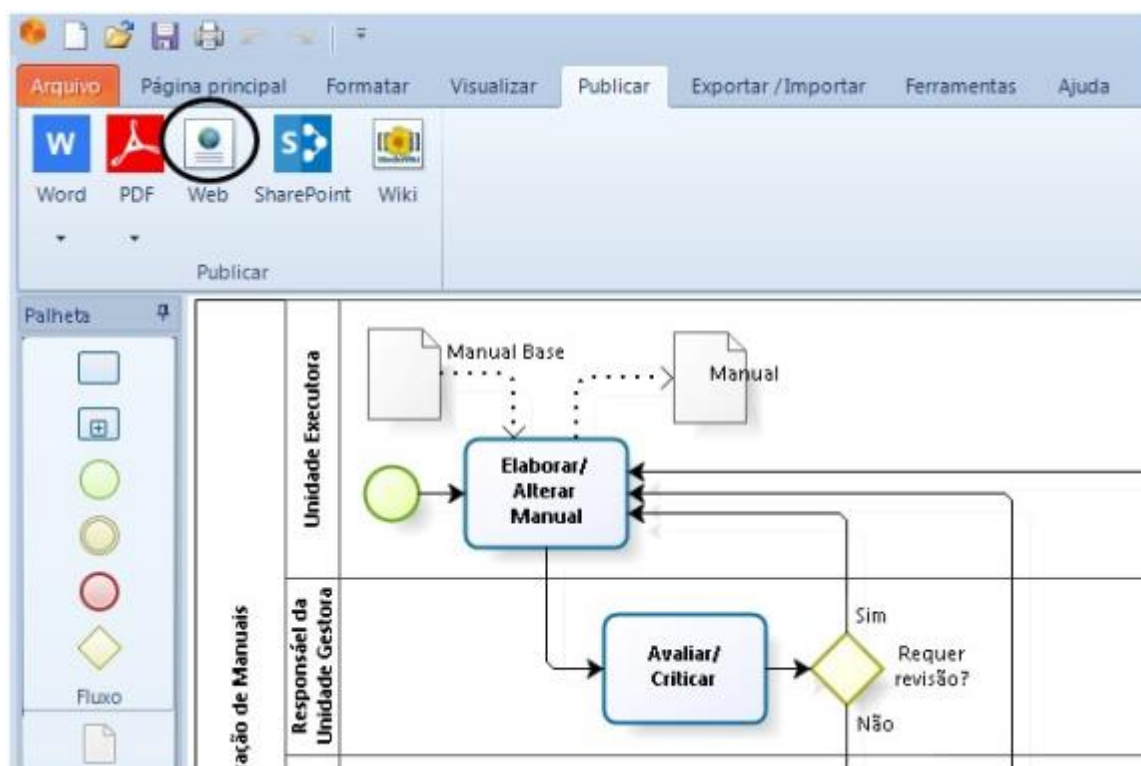 Arquivo Página principal Formatar Visualizar Publicar Exportar / Importar Ferramentas Ajuda
W S
Word PDF Web SharePoint Wiki
Publicar
Palheta
Fluxo
ação de Manuais
Unidade Executora
Manual Base
Manual
Elaborar/
Alterar
Manual
Responsáel da
Unidade Gestora
Avaliar/
Criticar
Sim
Requer
revisão?
Não